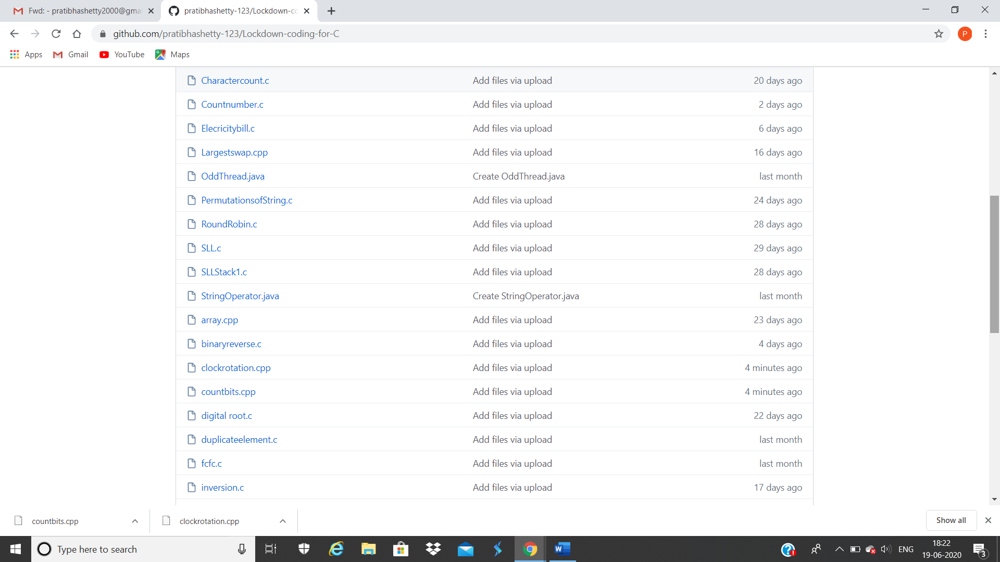 Fwd: - pratibhashetty2000@gmai
pratibhashetty-123/Lockdown-co
github.com/pratibhashetty-123/Lockdown-coding-for-C
P
Apps Gmail YouTube Maps
Charactercount.c Add files via upload 20 days ago
Countnumber.c Add files via upload 2 days ago
Elecricitybill.c Add files via upload 6 days ago
Largestswap.cpp Add files via upload 16 days ago
OddThread.java Create OddThread.java last month
PermutationsofString.c Add files via upload 24 days ago
RoundRobin.c Add files via upload 28 days ago
SLL.c Add files via upload 29 days ago
SLLStack1.c Add files via upload 28 days ago
StringOperator.java Create StringOperator.java last month
array.cpp Add files via upload 23 days ago
binaryreverse.c Add files via upload 4 days ago
clockrotation.cpp Add files via upload 4 minutes ago
countbits.cpp Add files via upload 4 minutes ago
digital root.c Add files via upload 22 days ago
duplicateelement.c Add files via upload last month
fcfc.c Add files via upload last month
inversion.c Add files via upload 17 days ago
countbits.cpp clockrotation.cpp Show all
Type here to search
ENG
18:22
19-06-2020
3